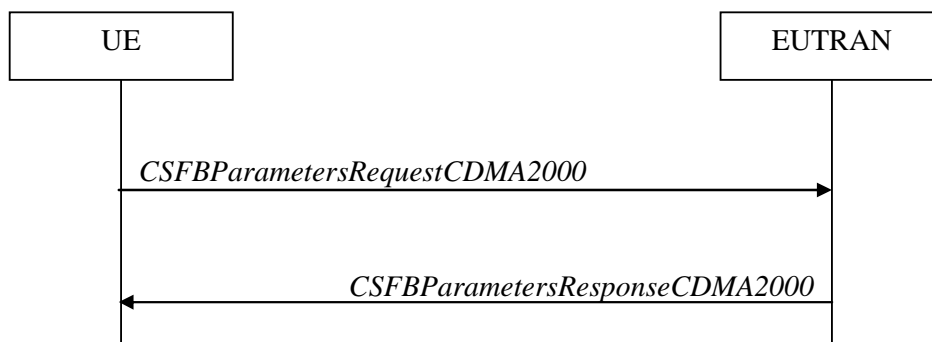 UE
EUTRAN
CSFBParametersRequestCDMA2000
CSFBParametersResponseCDMA2000